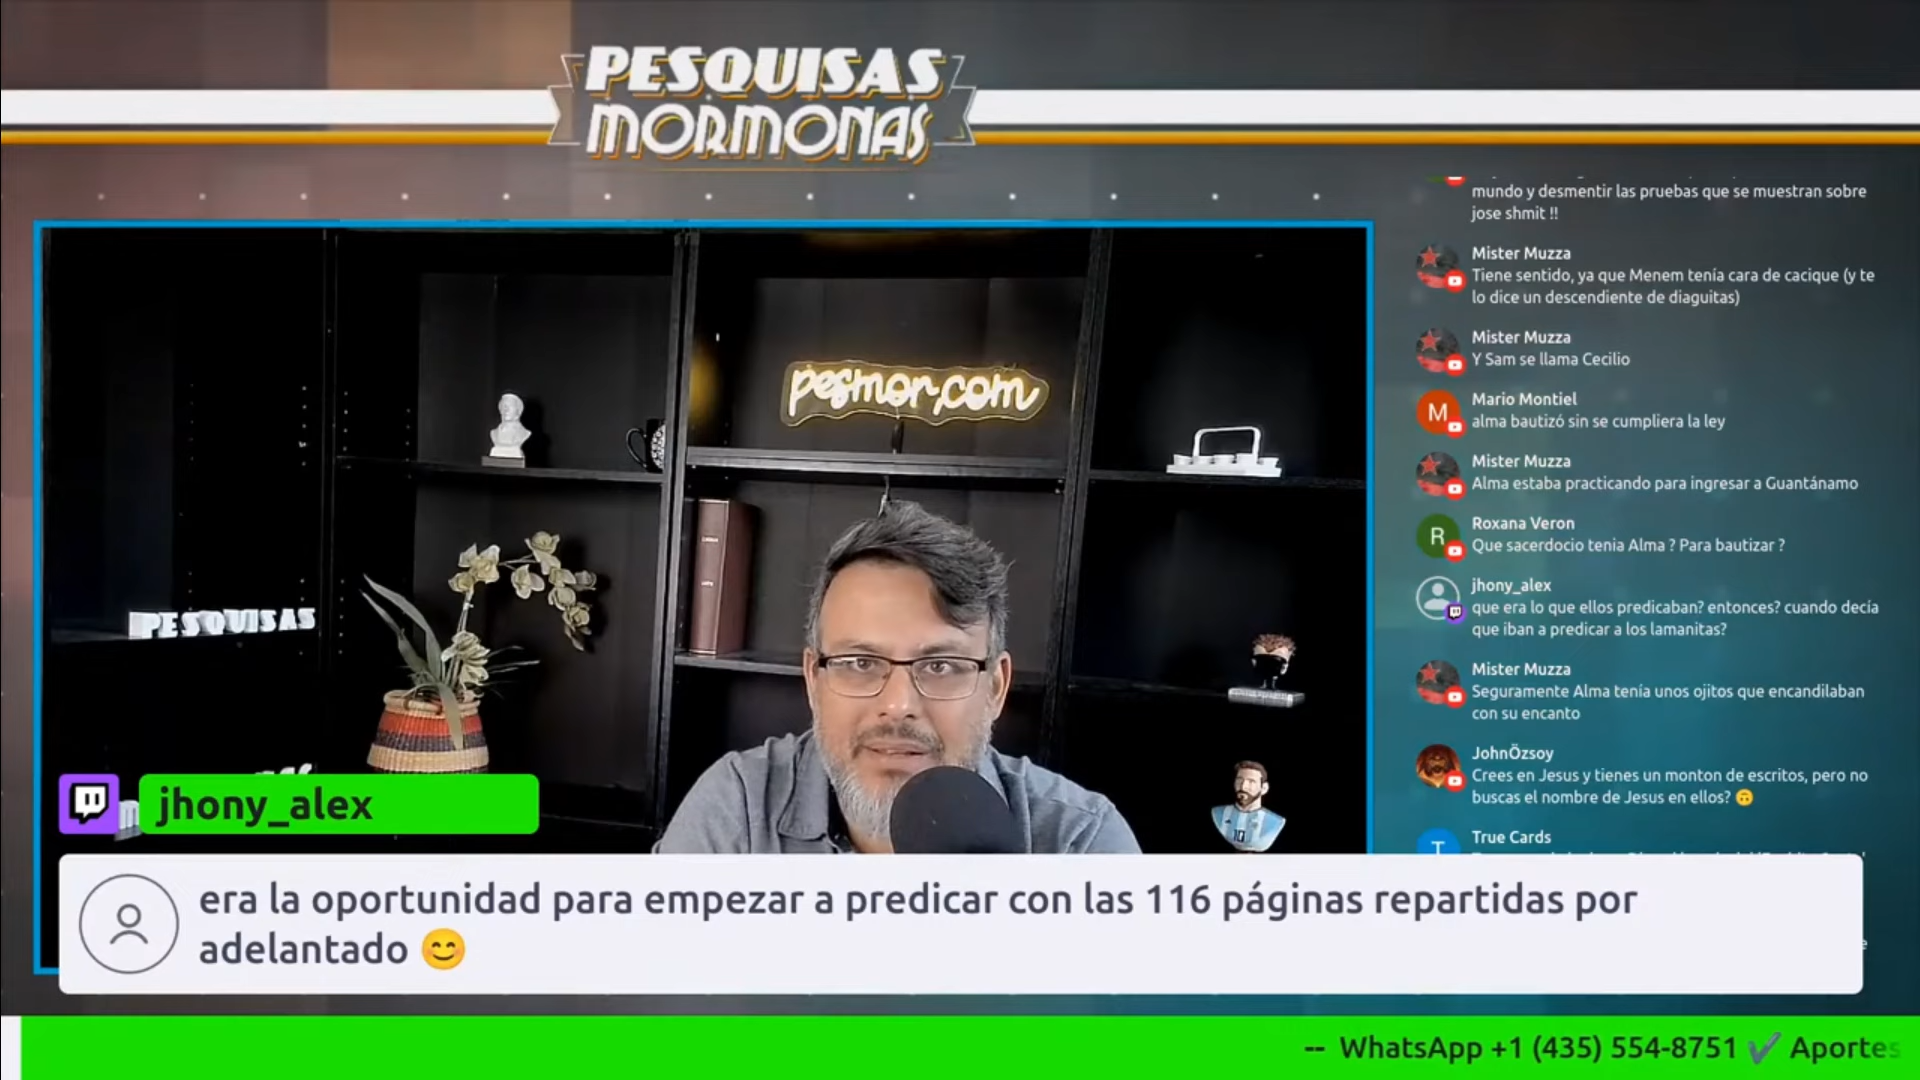 PESQUISAS
MORMONAS
mundo y desmentir las pruebas que se muestran sobre
jose shmit !!
Mister Muzza
Tiene sentido, ya que Menem tenía cara de cacique (y te
lo dice un descendiente de diaguitas)
Mister Muzza
Y Sam se llama Cecilio
M
Mario Montiel
alma bautizó sin se cumpliera la ley
Mister Muzza
Alma estaba practicando para ingresar a Guantánamo
R
Roxana Veron
Que sacerdocio tenia Alma ? Para bautizar ?
jhony_alex
que era lo que ellos predicaban? entonces? cuando decía
que iban a predicar a los lamanitas?
Mister Muzza
Seguramente Alma tenía unos ojitos que encandilaban
con su encanto
JohnÖzsoy
Crees en Jesus y tienes un monton de escritos, pero no
buscas el nombre de Jesus en ellos? 🙃
True Cards
pesmor.com
PESQUISAS
10
jhony_alex
era la oportunidad para empezar a predicar con las 116 páginas repartidas por
adelantado 😊
-- WhatsApp +1 (435) 554-8751 ✔ Aportes